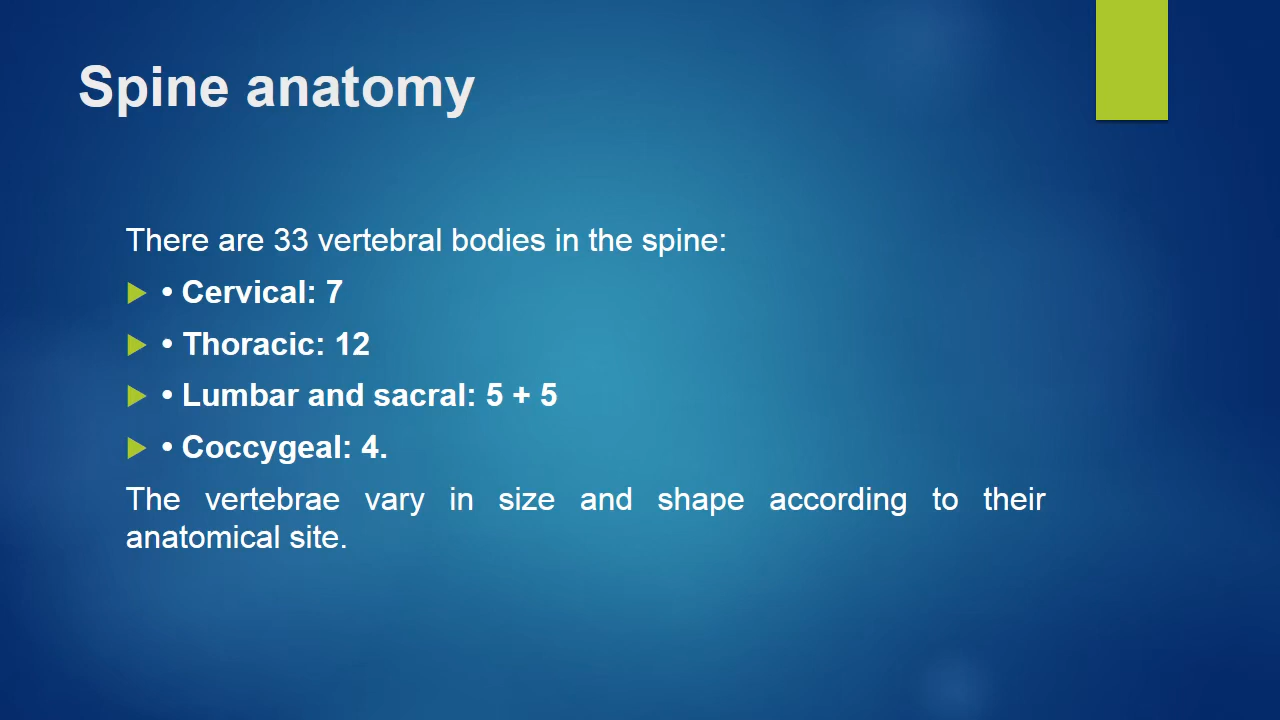 Spine anatomy
There are 33 vertebral bodies in the spine:
• Cervical: 7
• Thoracic: 12
• Lumbar and sacral: 5 + 5
• Coccygeal: 4.
The vertebrae vary in size and shape according to their
anatomical site.